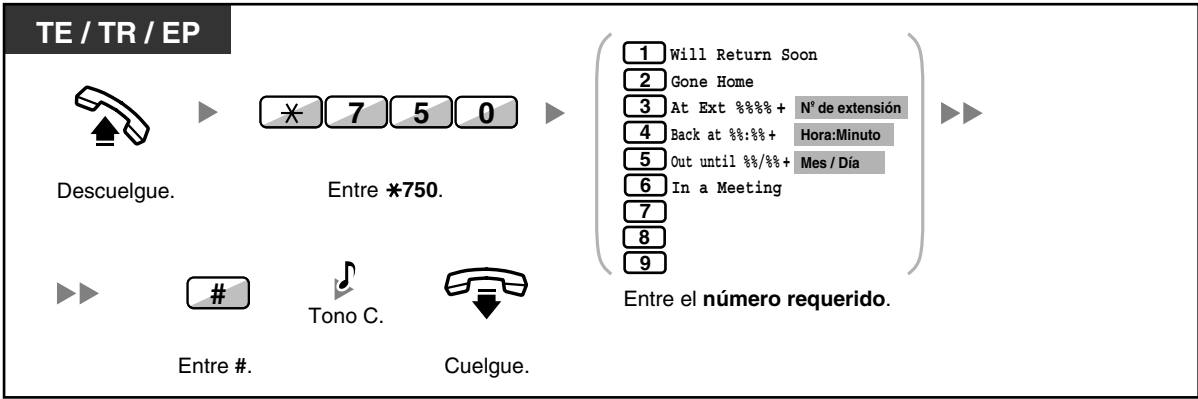 TE / TR / EP
1 Will Return Soon
2 Gone Home
3 At Ext %%%% + N° de extensión
4 Back at %%:%% + Hora:Minuto
5 Out until %%/%% + Mes / Día
6 In a Meeting
7
8
9
* 7 5 0
Descuelgue.
Entre *750.
Entre el número requerido.
#
Tono C.
Entre #.
Cuelgue.